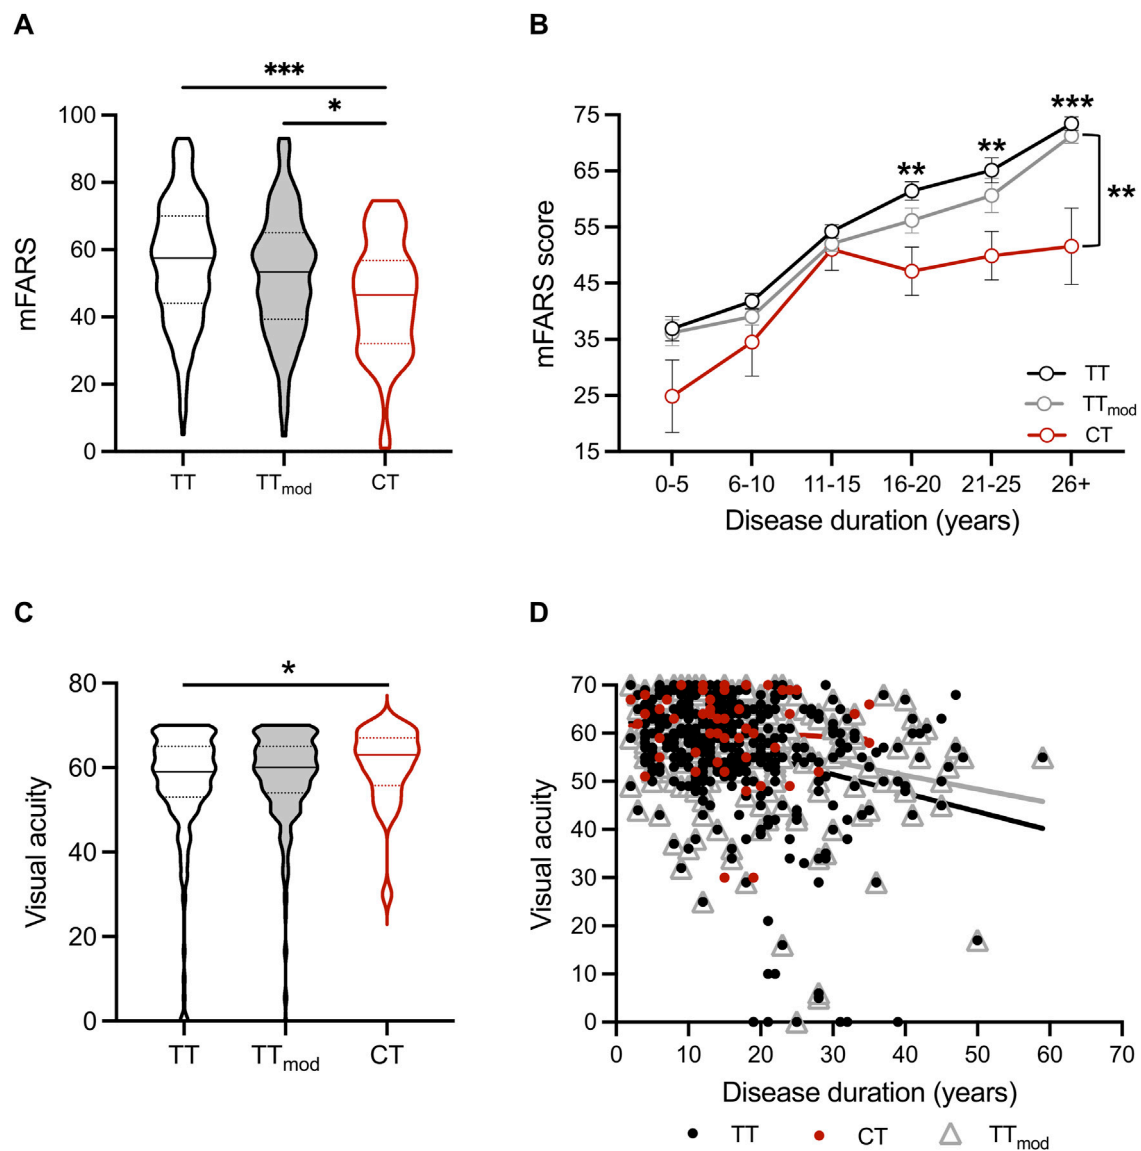 A
***
*
100
80
60
40
20
0
mFARS
TT
TTmod
CT
B
75
65
55
45
35
25
15
mFARS score
**
**
***
**
TT
TTmod
CT
0-5
6-10
11-15
16-20
21-25
26+
Disease duration (years)
C
*
80
60
40
20
0
Visual acuity
TT
TTmod
CT
D
70
60
50
40
30
20
10
0
Visual acuity
0
10
20
30
40
50
60
70
Disease duration (years)
TT
CT
TTmod